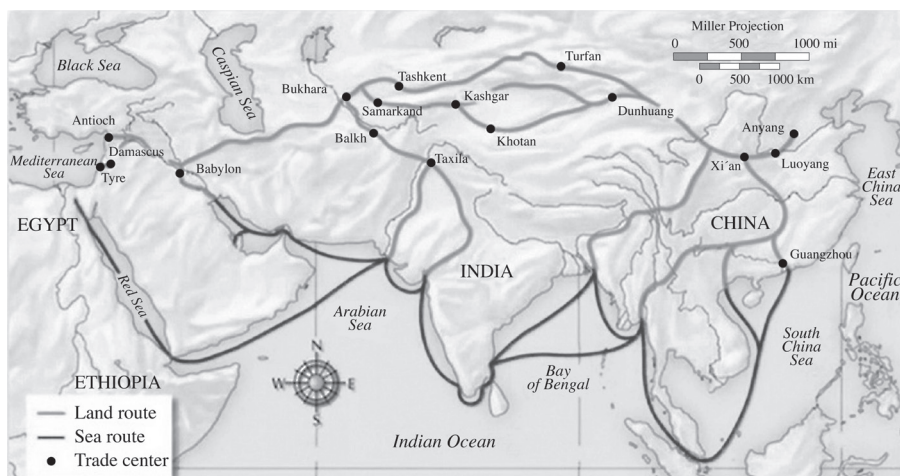 Miller Projection
0 500 1000 mi
0 500 1000 km
Black Sea
Caspian Sea
Turfan
Tashkent
Bukhara
Samarkand
Kashgar
Dunhuang
Antioch
Balkh
Khotan
Anyang
Mediterranean
Sea
Damascus
Tyre
Babylon
Taxila
Xi´an
Luoyang
East
China
Sea
EGYPT
CHINA
Red Sea
INDIA
Guangzhou
Pacific
Ocean
Arabian
Sea
South
China
Sea
N
W E
S
Bay
of Bengal
ETHIOPIA
Land route
Sea route
Trade center
Indian Ocean